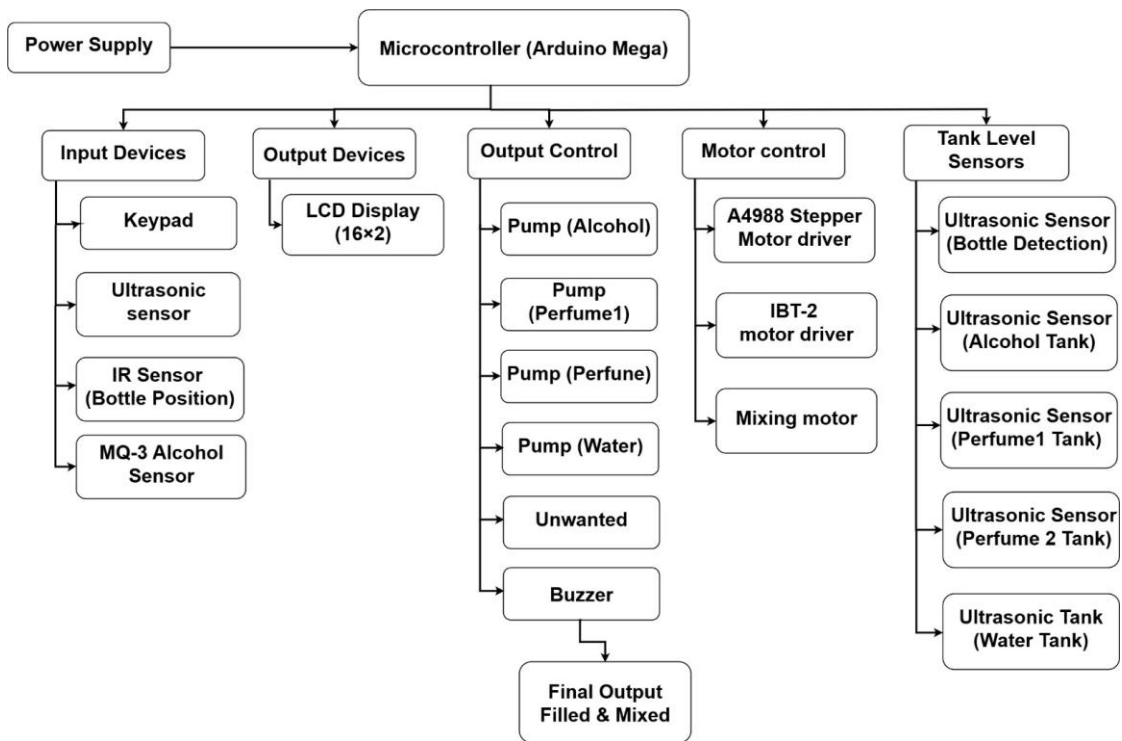 Power Supply
Microcontroller (Arduino Mega)
Input Devices
Output Devices
Output Control
Motor control
Tank Level
Sensors
Keypad
Ultrasonic
sensor
IR Sensor
(Bottle Position)
MQ-3 Alcohol
Sensor
LCD Display
(16×2)
Pump (Alcohol)
Pump
(Perfume1)
Pump (Perfune)
Pump (Water)
Unwanted
Buzzer
Final Output
Filled & Mixed
A4988 Stepper
Motor driver
IBT-2
motor driver
Mixing motor
Ultrasonic Sensor
(Bottle Detection)
Ultrasonic Sensor
(Alcohol Tank)
Ultrasonic Sensor
(Perfume1 Tank)
Ultrasonic Sensor
(Perfume 2 Tank)
Ultrasonic Tank
(Water Tank)